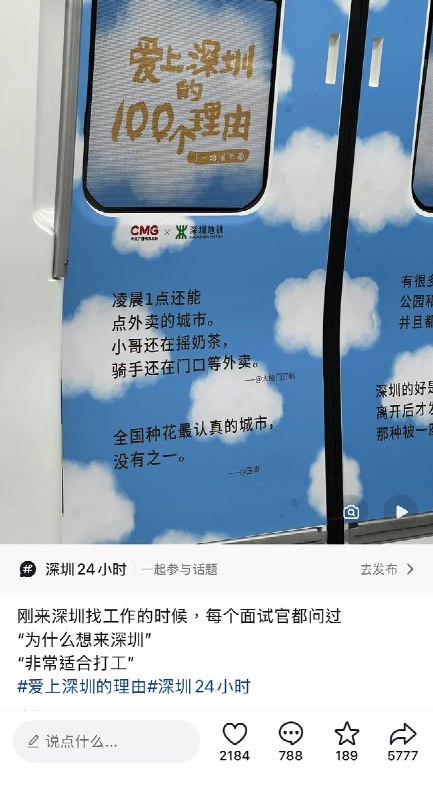 爱上深圳
的
100个理由
CMG
×
深圳地铁
凌晨1点还能
点外卖的城市。
小哥还在摇奶茶，
骑手还在门口等外卖。
全国种花最认真的城市，
没有之一。
有很多
公园和
并且都
深圳的好是
离开后才发
那种被一座
深圳24小时
一起参与话题
去发布
刚来深圳找工作的时候，每个面试官都问过
“为什么想来深圳”
“非常适合打工”
#爱上深圳的理由#深圳24小时
说点什么...
2184
788
189
5777